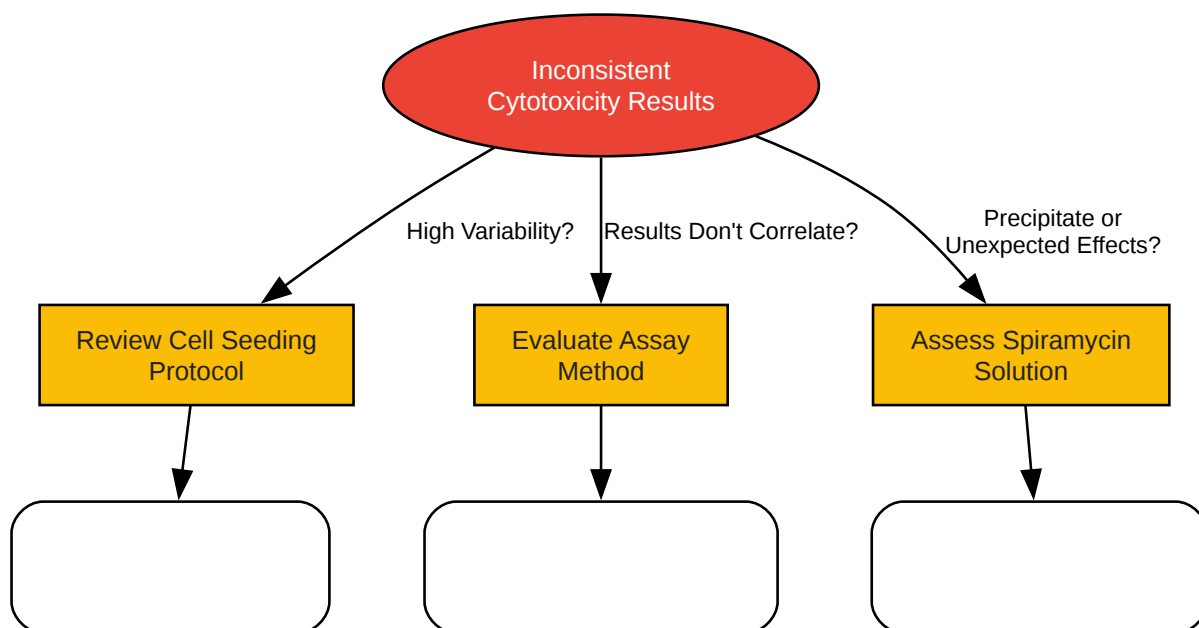 Inconsistent
Cytotoxicity Results
High Variability?
Results Don't Correlate?
Precipitate or
Unexpected Effects?
Review Cell Seeding
Protocol
Evaluate Assay
Method
Assess Spiramycin
Solution